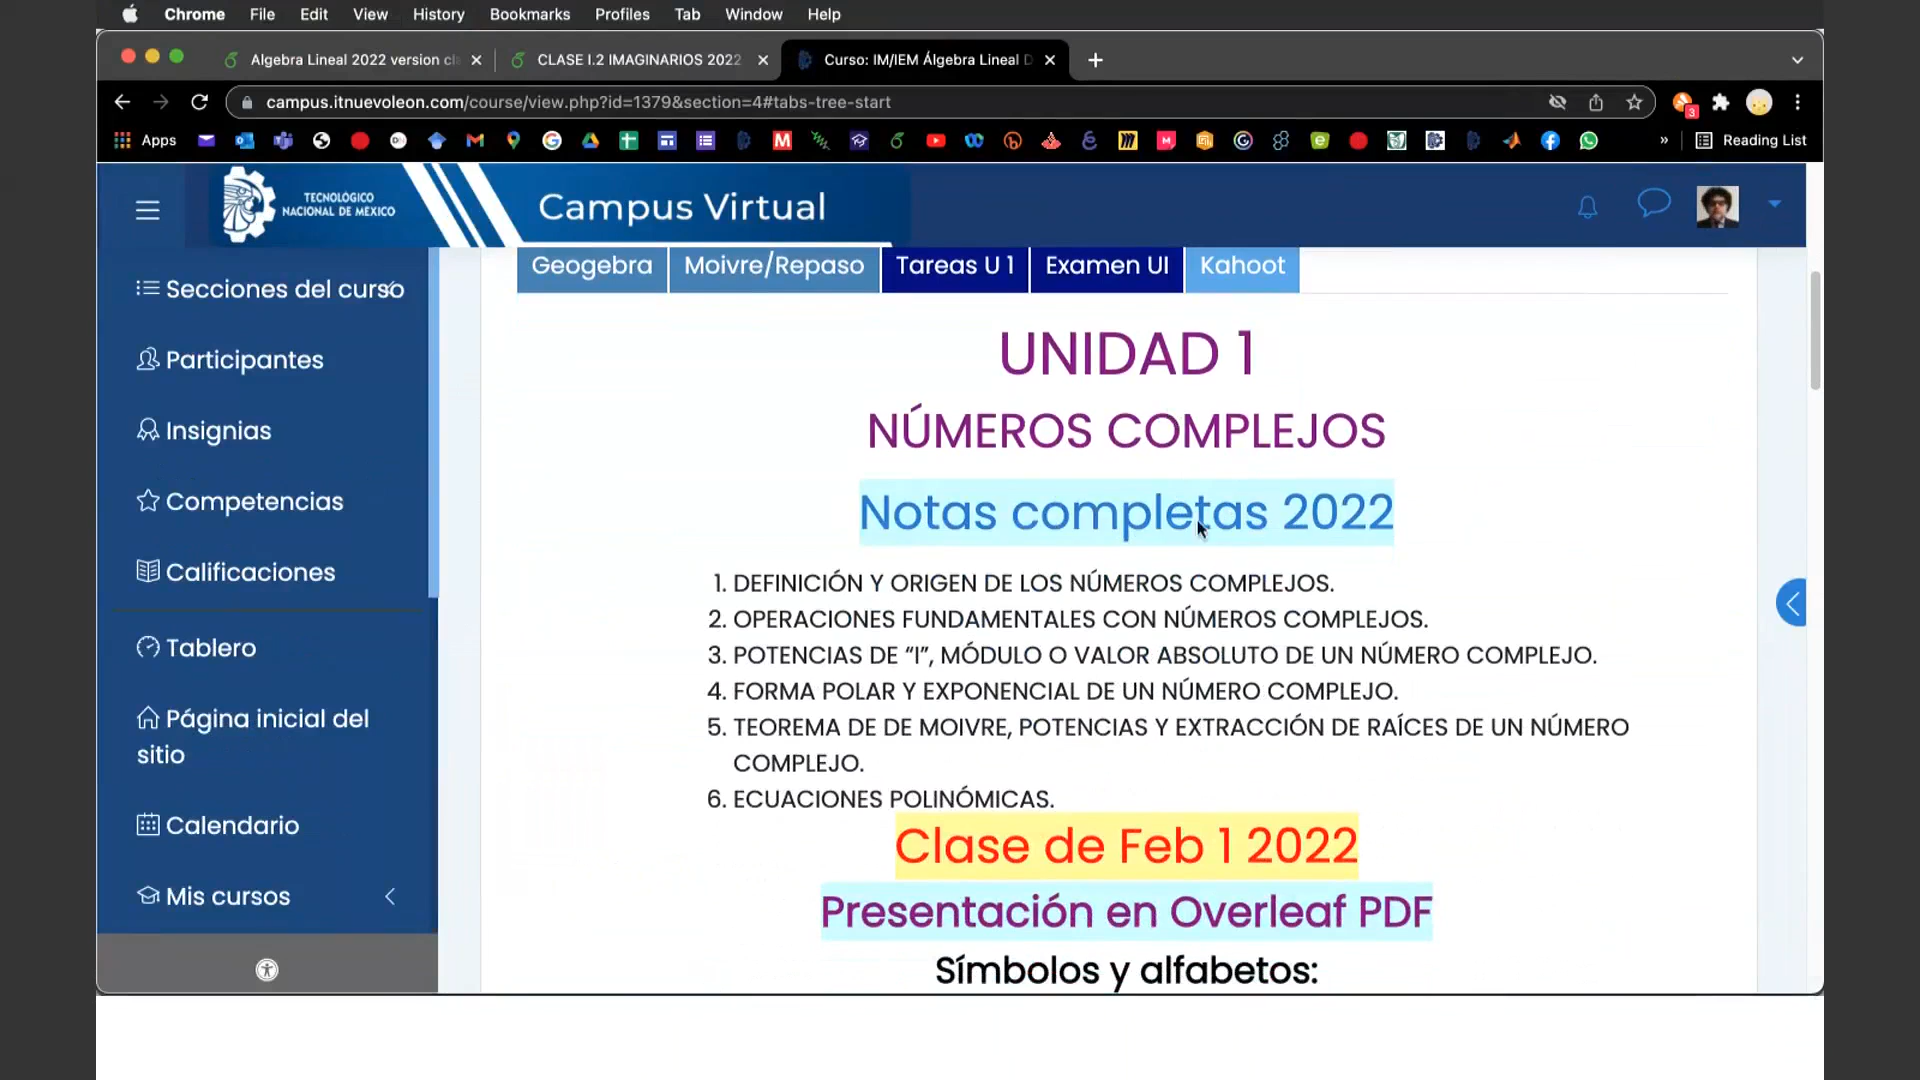 Chrome File Edit View History Bookmarks Profiles Tab Window Help
Algebra Lineal 2022 version cl CLASE I.2 IMAGINARIOS 2022 Curso: IM/IEM Álgebra Lineal D
campus.itnuevoleon.com/course/view.php?id=1379&section=4#tabs-tree-start
3
Apps » Reading List
TECNOLÓGICO
NACIONAL DE MÉXICO
Campus Virtual
Geogebra Moivre/Repaso Tareas U 1 Examen UI Kahoot
Secciones del curso
Participantes
Insignias
Competencias
Calificaciones
Tablero
Página inicial del
sitio
Calendario
Mis cursos
UNIDAD 1
NÚMEROS COMPLEJOS
Notas completas 2022
1. DEFINICIÓN Y ORIGEN DE LOS NÚMEROS COMPLEJOS.
2. OPERACIONES FUNDAMENTALES CON NÚMEROS COMPLEJOS.
3. POTENCIAS DE “I”, MÓDULO O VALOR ABSOLUTO DE UN NÚMERO COMPLEJO.
4. FORMA POLAR Y EXPONENCIAL DE UN NÚMERO COMPLEJO.
5. TEOREMA DE DE MOIVRE, POTENCIAS Y EXTRACCIÓN DE RAÍCES DE UN NÚMERO
COMPLEJO.
6. ECUACIONES POLINÓMICAS.
Clase de Feb 1 2022
Presentación en Overleaf PDF
Símbolos y alfabetos: